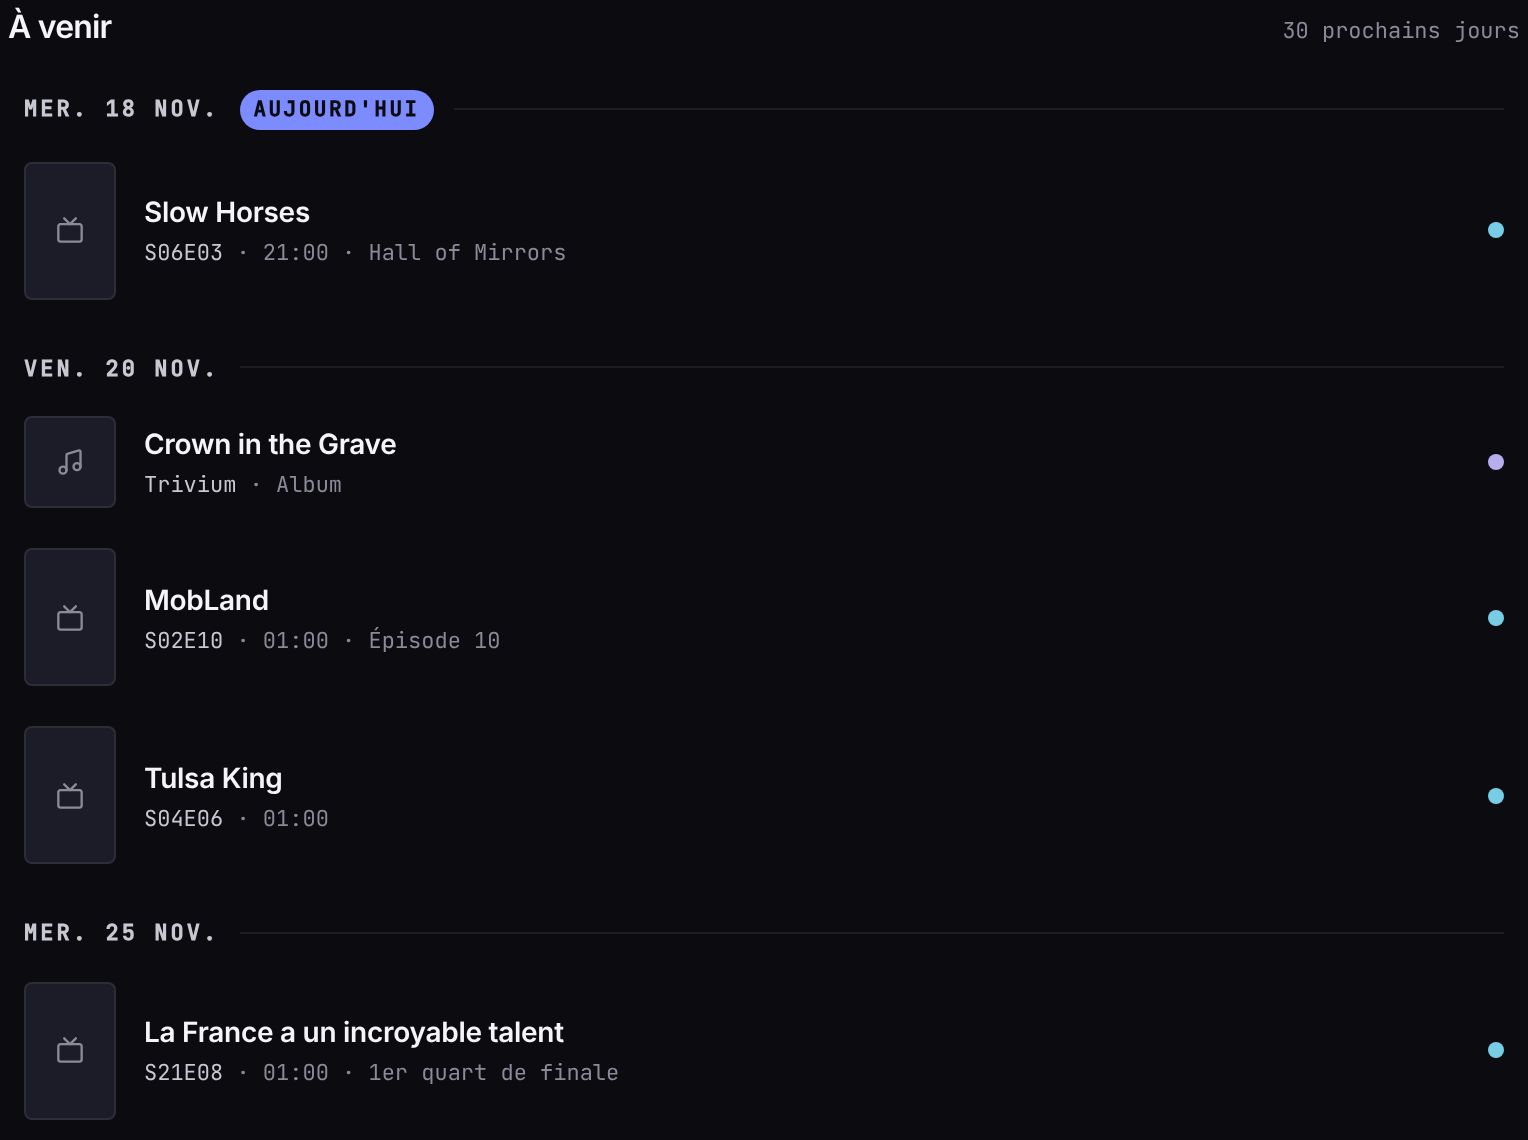 À venir
30 prochains jours
MER. 18 NOV. AUJOURD'HUI
Slow Horses
S06E03 · 21:00 · Hall of Mirrors
VEN. 20 NOV.
Crown in the Grave
Trivium · Album
MobLand
S02E10 · 01:00 · Épisode 10
Tulsa King
S04E06 · 01:00
MER. 25 NOV.
La France a un incroyable talent
S21E08 · 01:00 · 1er quart de finale